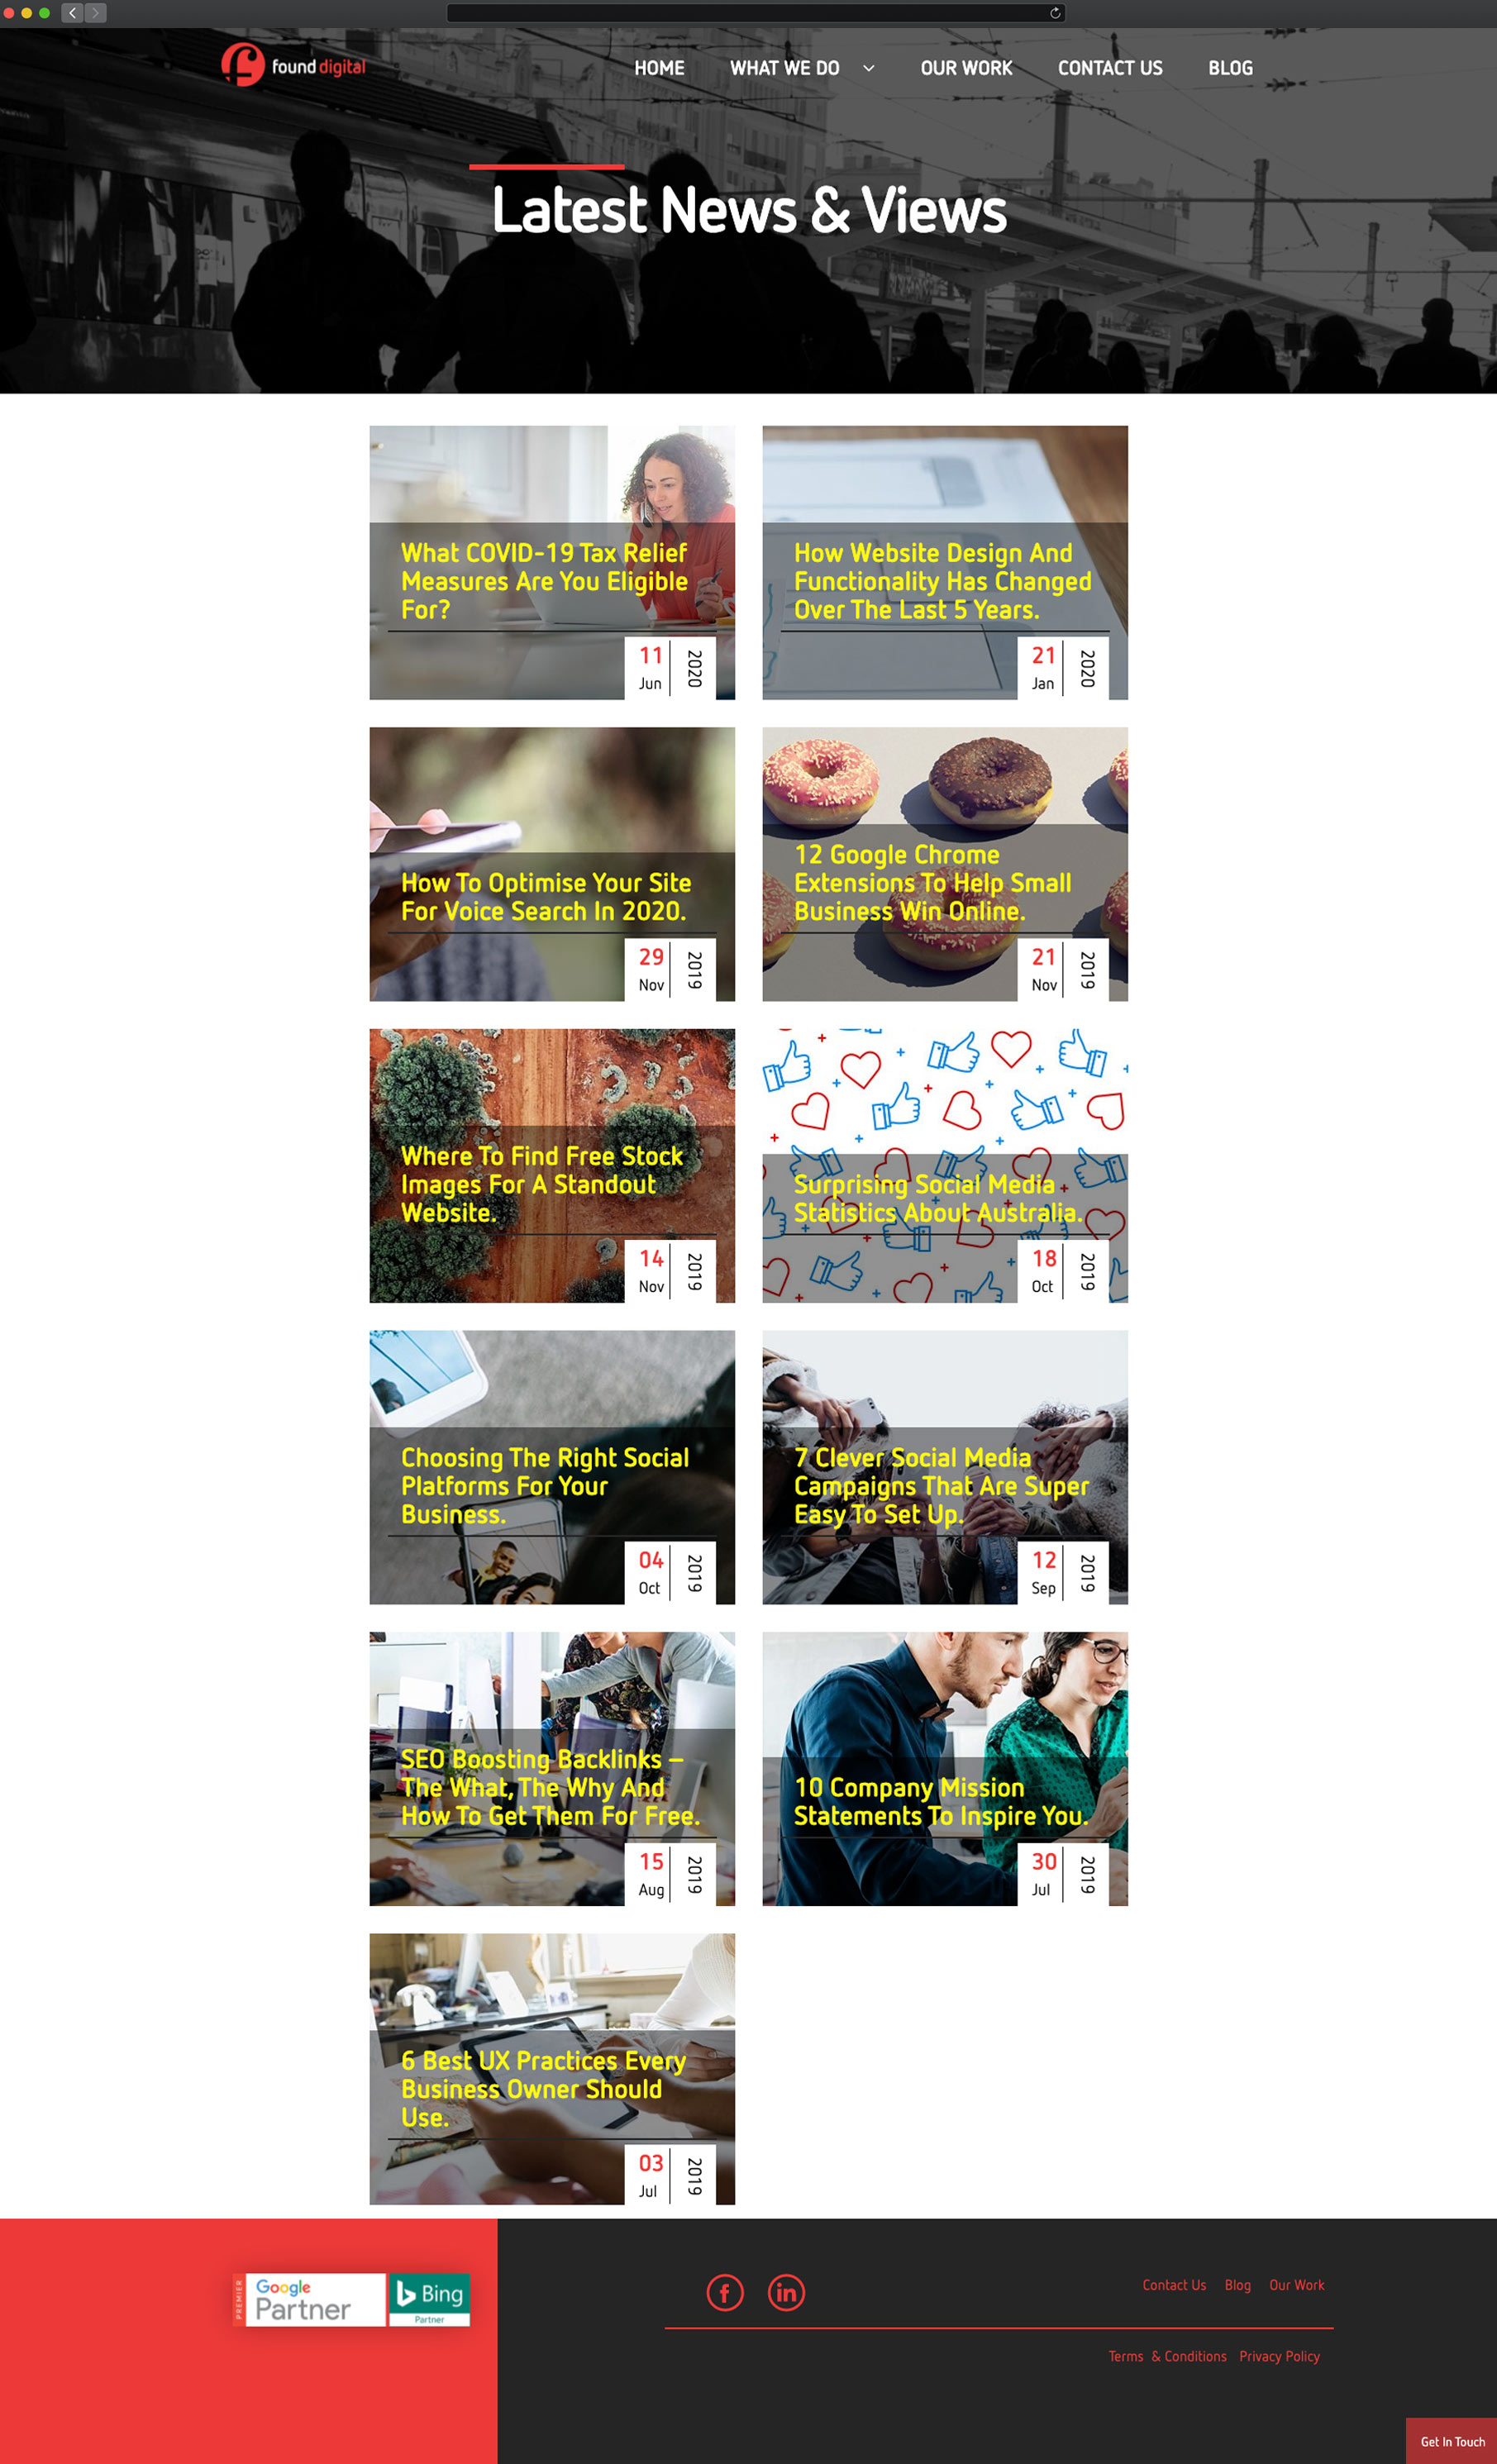 found digital
HOME WHAT WE DO OUR WORK CONTACT US BLOG
Latest News & Views
What COVID-19 Tax Relief
Measures Are You Eligible
For?
11
Jun
2020
How Website Design And
Functionality Has Changed
Over The Last 5 Years.
21
Jan
2020
How To Optimise Your Site
For Voice Search In 2020.
29
Nov
2019
12 Google Chrome
Extensions To Help Small
Business Win Online.
21
Nov
2019
Where To Find Free Stock
Images For A Standout
Website.
14
Nov
2019
Surprising Social Media
Statistics About Australia.
18
Oct
2019
Choosing The Right Social
Platforms For Your
Business.
04
Oct
2019
7 Clever Social Media
Campaigns That Are Super
Easy To Set Up.
12
Sep
2019
SEO Boosting Backlinks –
The What, The Why And
How To Get Them For Free.
15
Aug
2019
10 Company Mission
Statements To Inspire You.
30
Jul
2019
6 Best UX Practices Every
Business Owner Should
Use.
03
Jul
2019
PREMIER
Google
Partner
Bing
Partner
f in
Contact Us Blog Our Work
Terms & Conditions Privacy Policy
Get In Touch